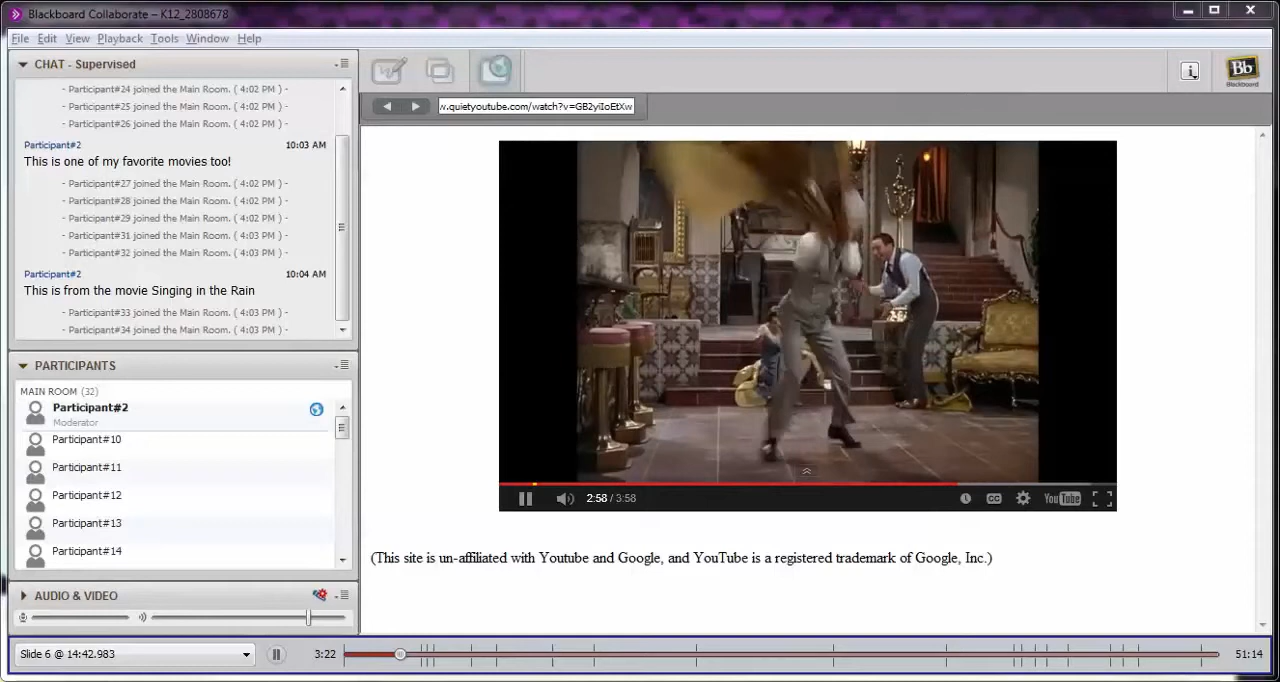 Blackboard Collaborate – K12_2808678
File Edit View Playback Tools Window Help
CHAT - Supervised
- Participant#24 joined the Main Room. ( 4:02 PM ) -
- Participant#25 joined the Main Room. ( 4:02 PM ) -
- Participant#26 joined the Main Room. ( 4:02 PM ) -
Participant#2 10:03 AM
This is one of my favorite movies too!
- Participant#27 joined the Main Room. ( 4:02 PM ) -
- Participant#28 joined the Main Room. ( 4:02 PM ) -
- Participant#29 joined the Main Room. ( 4:02 PM ) -
- Participant#31 joined the Main Room. ( 4:03 PM ) -
- Participant#32 joined the Main Room. ( 4:03 PM ) -
Participant#2 10:04 AM
This is from the movie Singing in the Rain
- Participant#33 joined the Main Room. ( 4:03 PM ) -
- Participant#34 joined the Main Room. ( 4:03 PM ) -
PARTICIPANTS
MAIN ROOM (32)
Participant#2
Moderator
Participant#10
Participant#11
Participant#12
Participant#13
Participant#14
AUDIO & VIDEO
Slide 6 @ 14:42.983
3:22
51:14
i
Bb
Blackboard
w.quietyoutube.com/watch?v=GB2yiIoEtXw
2:58 / 3:58
CC
YouTube
(This site is un-affiliated with Youtube and Google, and YouTube is a registered trademark of Google, Inc.)